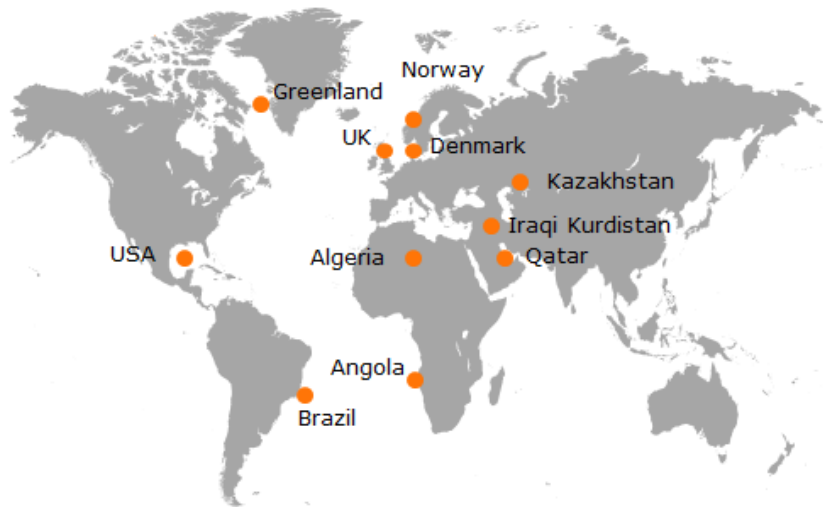 Norway
Greenland
UK
Denmark
Kazakhstan
Iraqi Kurdistan
USA
Algeria
Qatar
Angola
Brazil